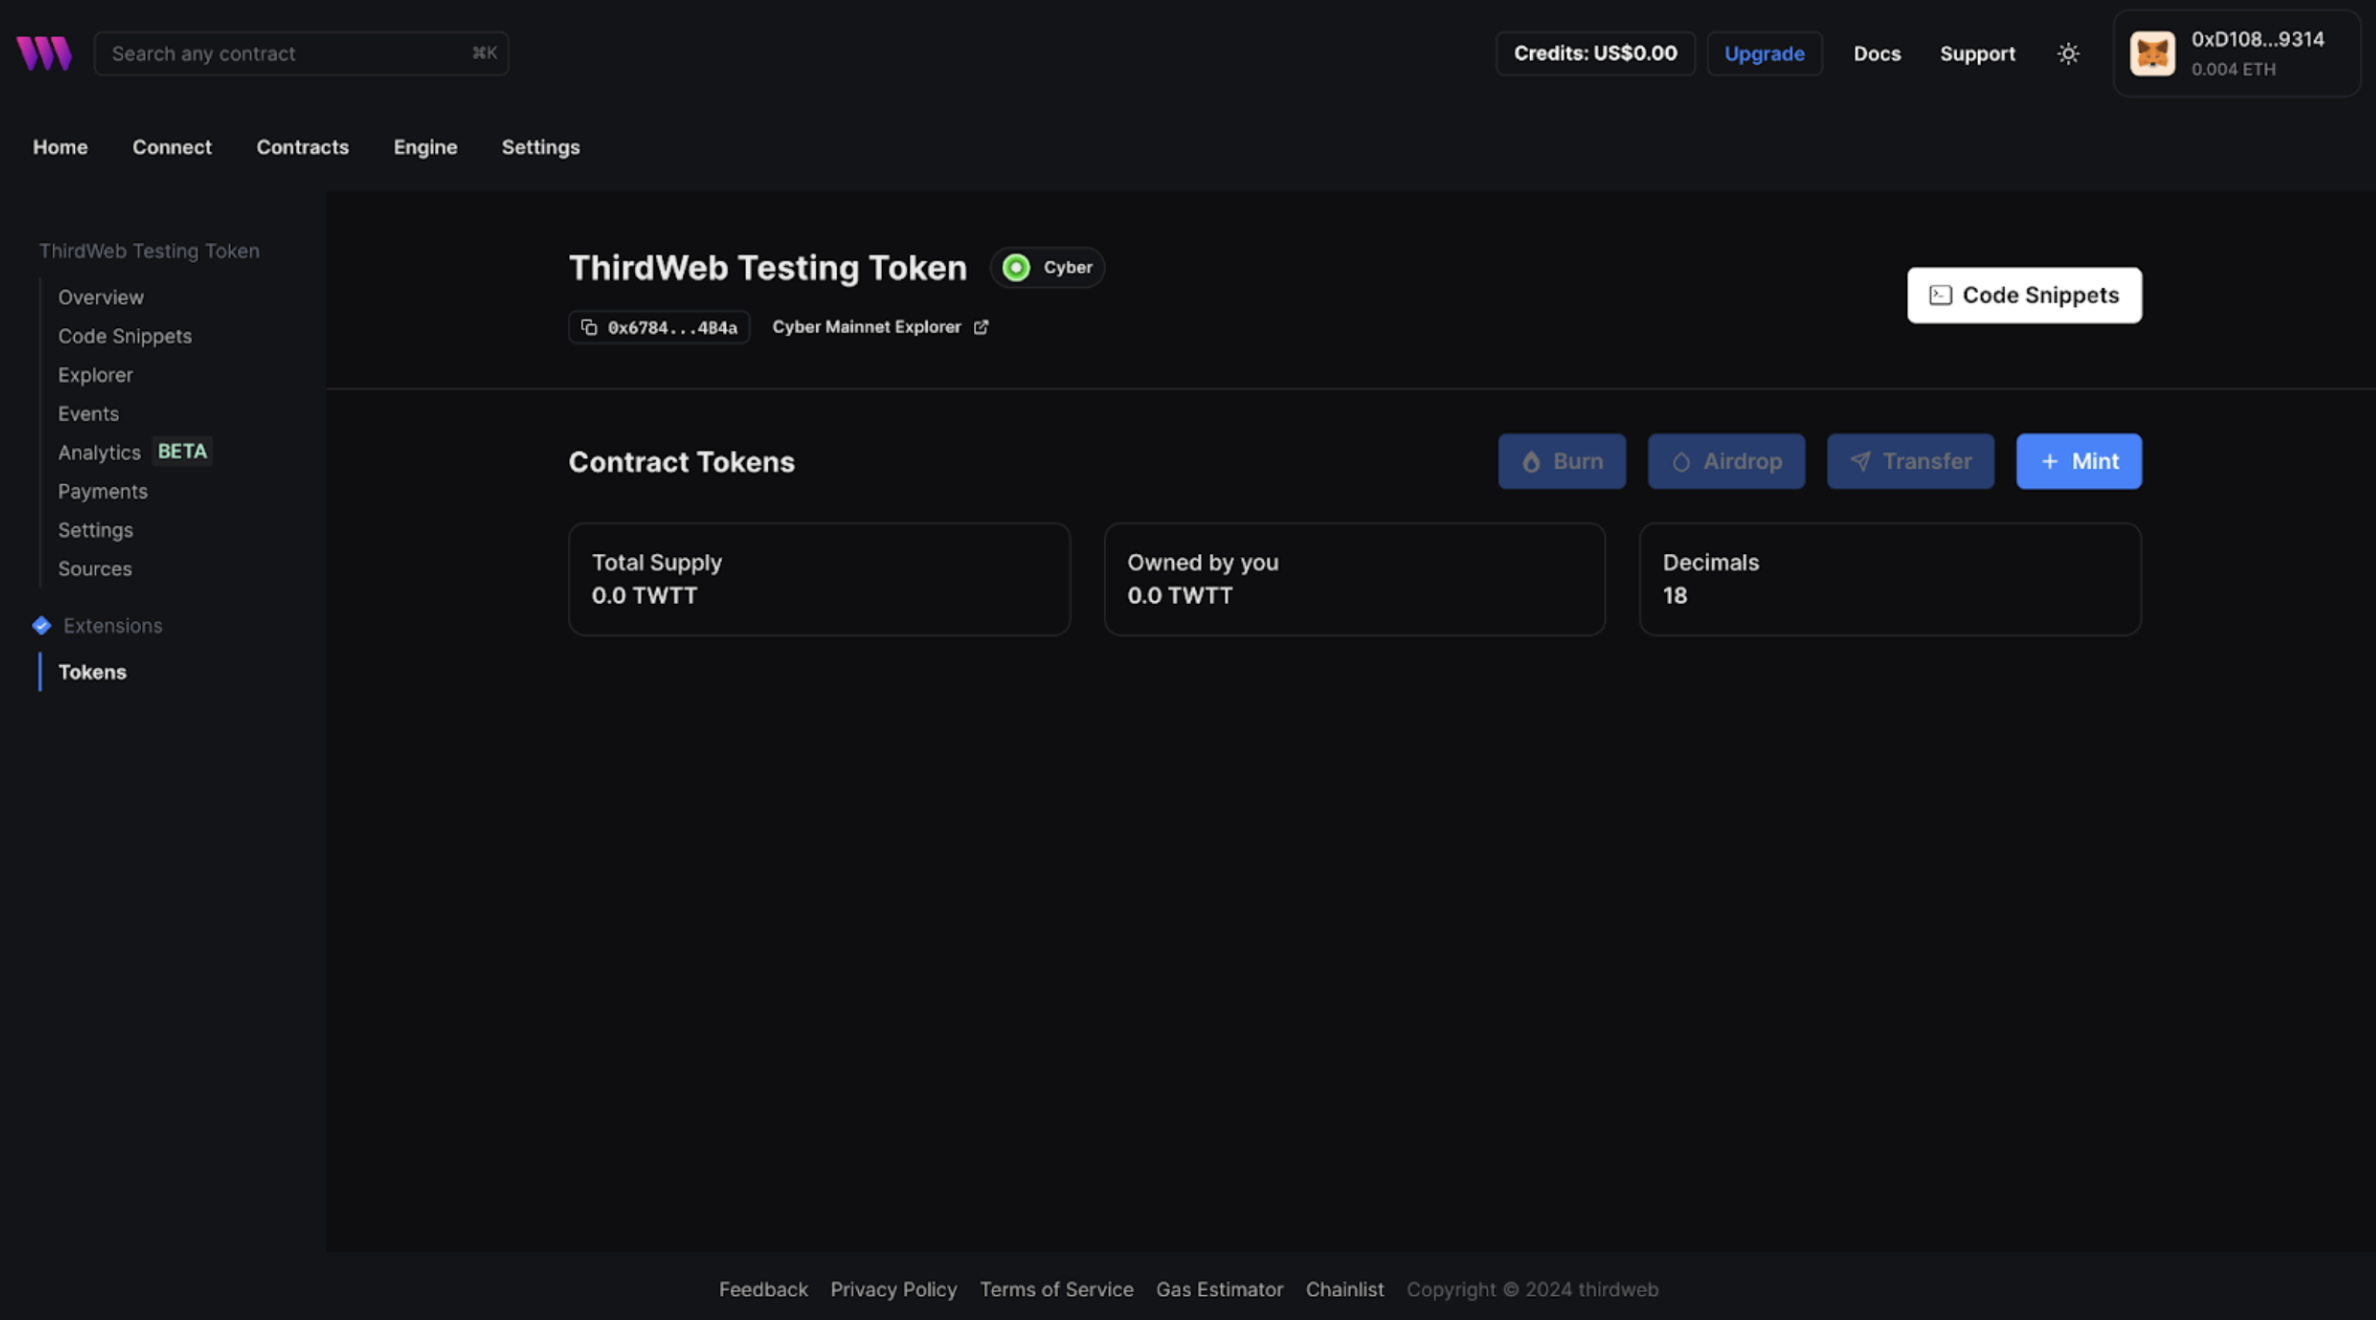 Search any contract ⌘K
Credits: US$0.00 Upgrade Docs Support
0xD108...9314
0.004 ETH
Home Connect Contracts Engine Settings
ThirdWeb Testing Token
Overview
Code Snippets
Explorer
Events
Analytics BETA
Payments
Settings
Sources
Extensions
Tokens
ThirdWeb Testing Token Cyber
0x6784...4B4a Cyber Mainnet Explorer
Code Snippets
Contract Tokens
Burn Airdrop Transfer + Mint
Total Supply
0.0 TWTT
Owned by you
0.0 TWTT
Decimals
18
Feedback Privacy Policy Terms of Service Gas Estimator Chainlist Copyright © 2024 thirdweb